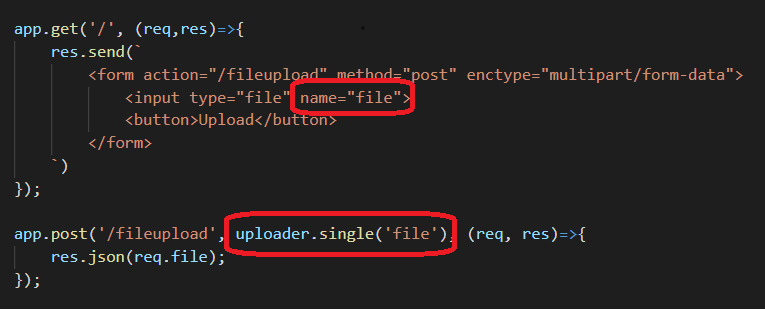 app.get('/', (req,res)=>{
res.send(`
<form action="/fileupload" method="post" enctype="multipart/form-data">
<input type="file" name="file">
<button>Upload</button>
</form>
`)
});
app.post('/fileupload', uploader.single('file'), (req, res)=>{
res.json(req.file);
});